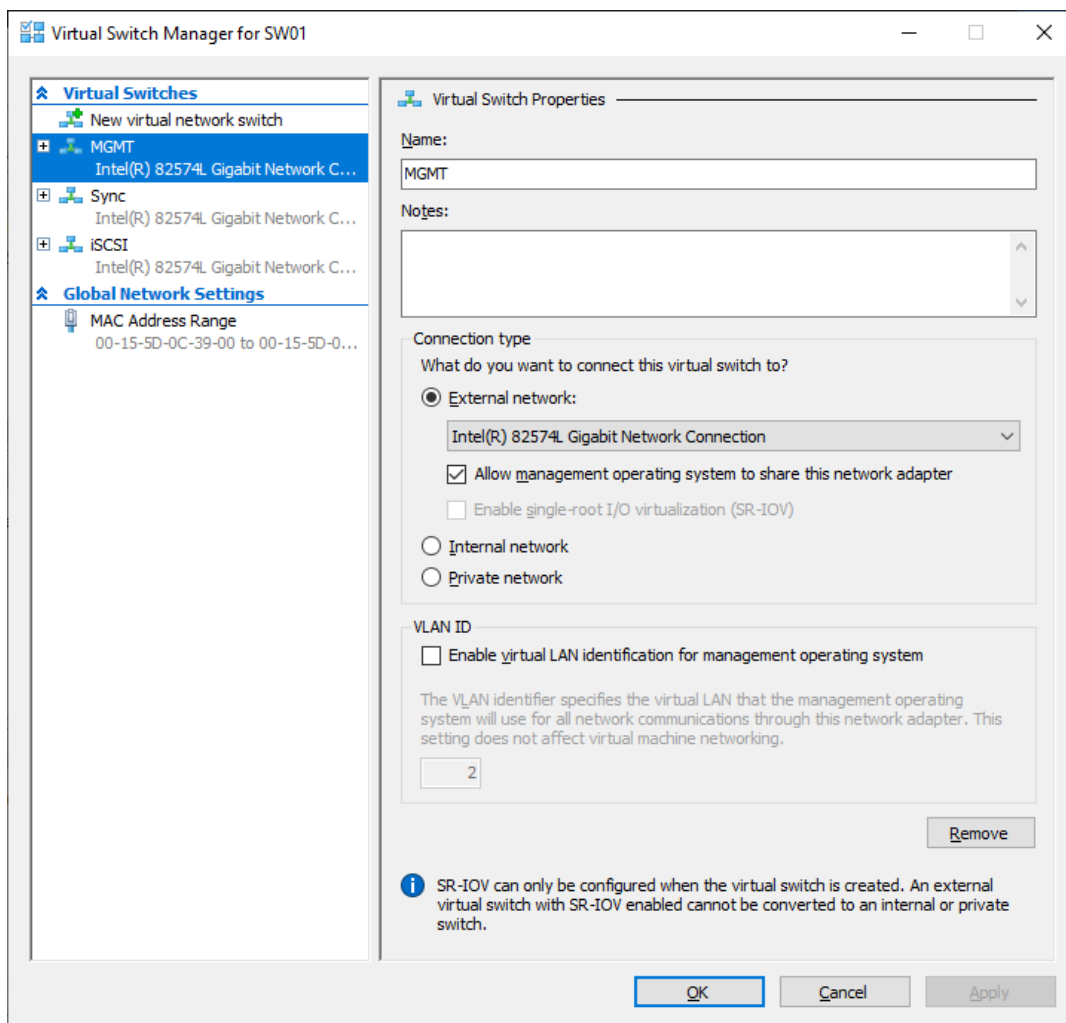 Virtual Switch Manager for SW01
Virtual Switches
New virtual network switch
MGMT
Intel(R) 82574L Gigabit Network C...
Sync
Intel(R) 82574L Gigabit Network C...
iSCSI
Intel(R) 82574L Gigabit Network C...
Global Network Settings
MAC Address Range
00-15-5D-0C-39-00 to 00-15-5D-0...
Virtual Switch Properties
Name:
MGMT
Notes:
Connection type
What do you want to connect this virtual switch to?
External network:
Intel(R) 82574L Gigabit Network Connection
Allow management operating system to share this network adapter
Enable single-root I/O virtualization (SR-IOV)
Internal network
Private network
VLAN ID
Enable virtual LAN identification for management operating system
The VLAN identifier specifies the virtual LAN that the management operating
system will use for all network communications through this network adapter. This
setting does not affect virtual machine networking.
2
Remove
SR-IOV can only be configured when the virtual switch is created. An external
virtual switch with SR-IOV enabled cannot be converted to an internal or private
switch.
OK
Cancel
Apply